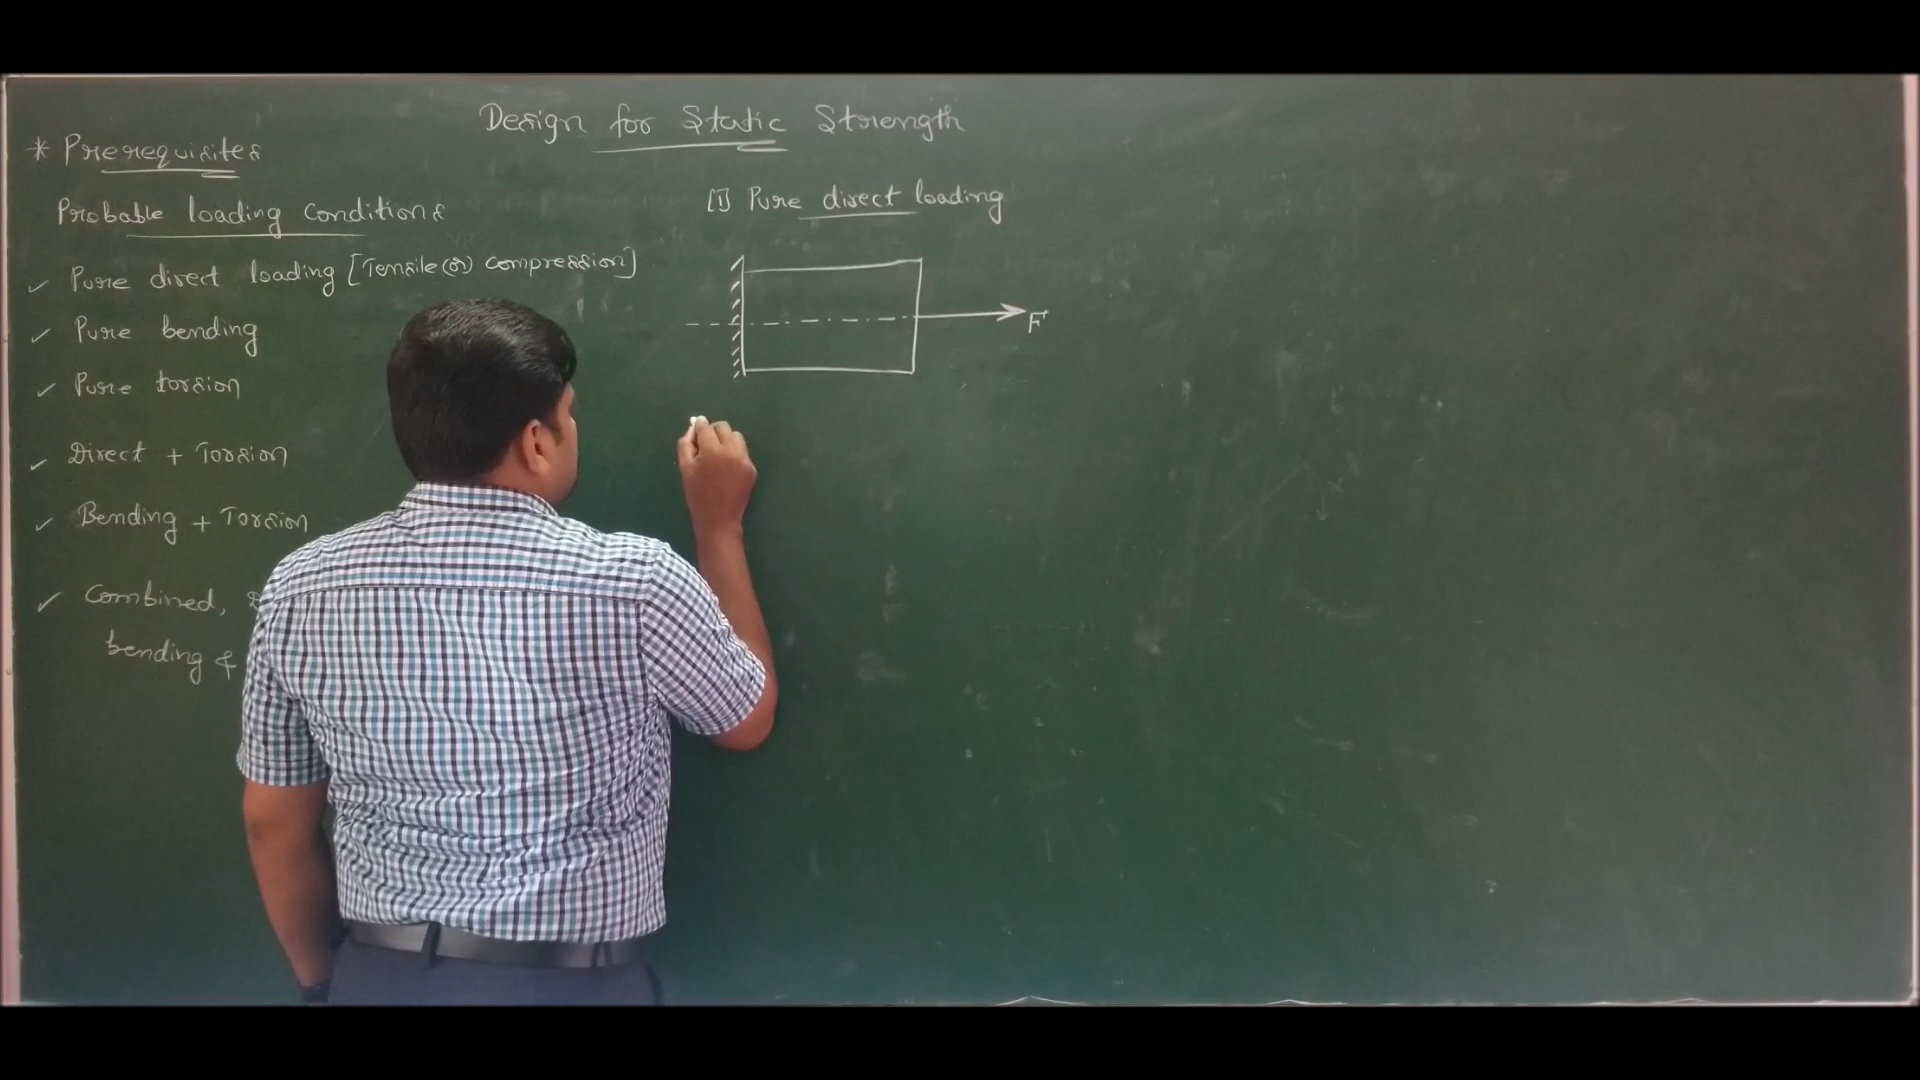 Design for Static Strength
* Prerequisites
Probable loading Conditions
✓ Pure direct loading [Tensile (or) compression]
✓ Pure bending
✓ Pure torsion
✓ Direct + Torsion
✓ Bending + Torsion
✓ Combined,
bending &
[1] Pure direct loading
F